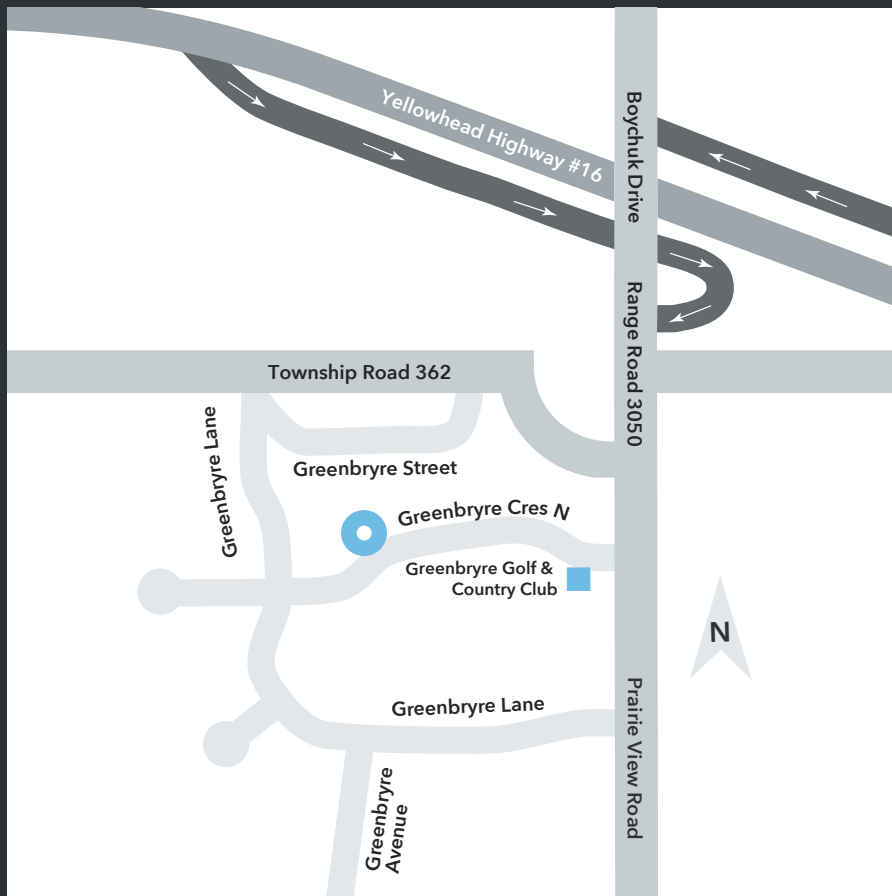 Yellowhead Highway #16
Boychuk Drive
Range Road 3050
Township Road 362
Greenbryre Lane
Greenbryre Street
Greenbryre Cres N
Greenbryre Golf &
Country Club
N
Greenbryre Lane
Prairie View Road
Greenbryre
Avenue